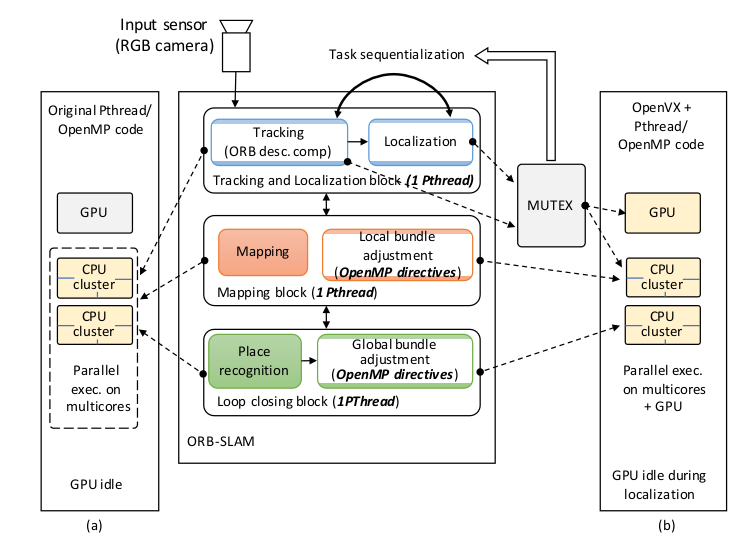 Input sensor
(RGB camera)
Task sequentialization
Original Pthread/
OpenMP code
GPU
CPU
cluster
CPU
cluster
Parallel
exec. on
multicores
GPU idle
(a)
Tracking
(ORB desc. comp)
Localization
Tracking and Localization block (1 Pthread)
Mapping
Local bundle
adjustment
(OpenMP directives)
Mapping block (1 Pthread)
Place
recognition
Global bundle
adjustment
(OpenMP directives)
Loop closing block (1PThread)
ORB-SLAM
MUTEX
OpenVX +
Pthread/
OpenMP code
GPU
CPU
cluster
CPU
cluster
Parallel exec.
on multicores
+ GPU
GPU idle during
localization
(b)